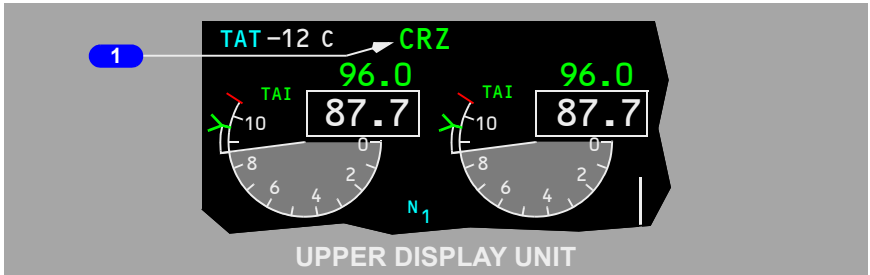 TAT -12 C CRZ
1
96.0 96.0
TAI TAI
87.7 87.7
10 10
0 0
8 8
2 2
6 6
4 4
N1
UPPER DISPLAY UNIT